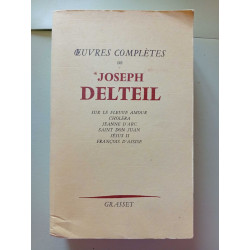 ŒUVRES COMPLÈTES
DE
JOSEPH
DELTEIL
SUR LE FLEUVE AMOUR
CHOLÉRA
JEANNE D'ARC
SAINT DON JUAN
JÉSUS II
FRANÇOIS D'ASSISE
GRASSET